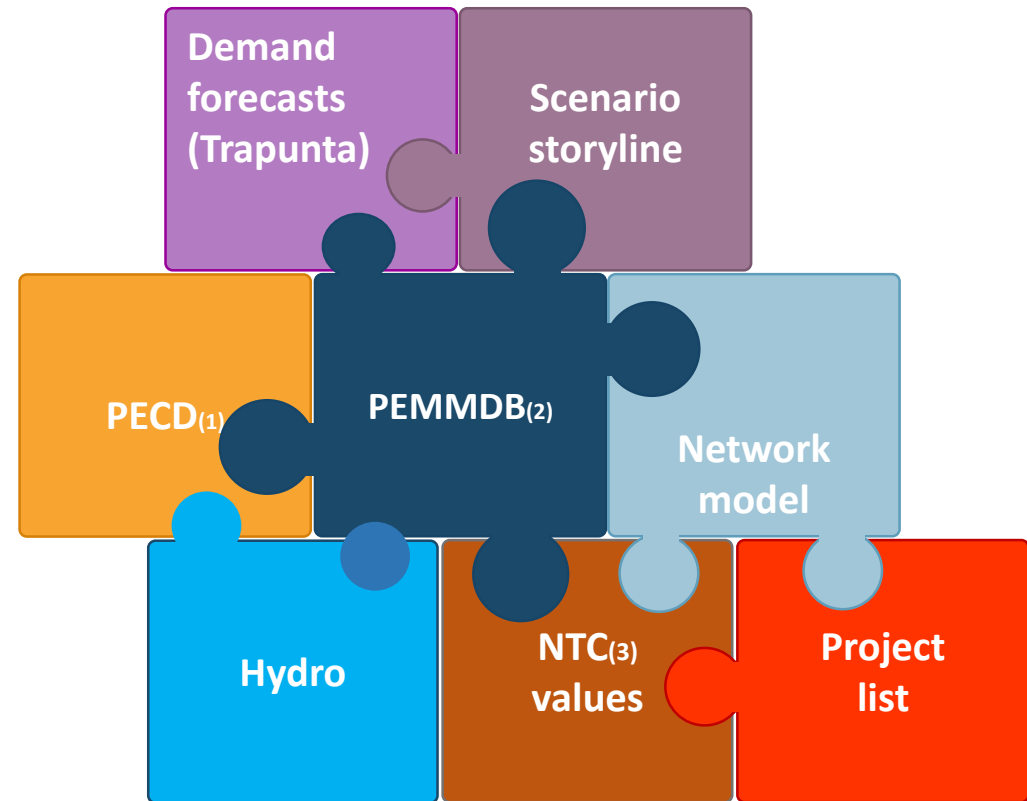 Demand
forecasts
(Trapunta)
Scenario
storyline
PECD(1)
PEMMDB(2)
Network
model
Hydro
NTC(3)
values
Project
list